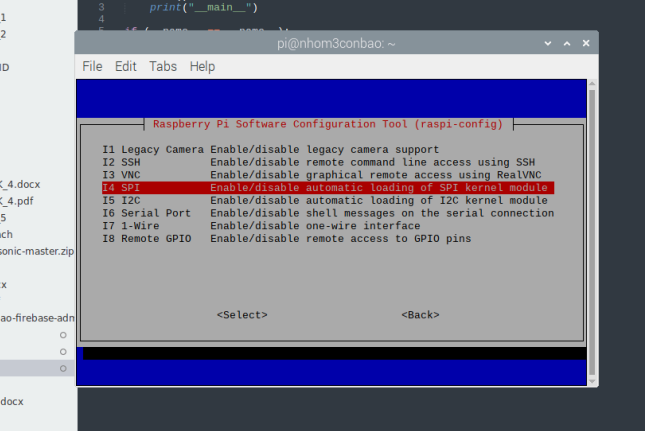 _1
_2
ID
K_4.docx
K_4.pdf
_5
ach
sonic-master.zip
cx
ao-firebase-adn
docx
3 print("__main__")
4
pi@nhom3conbao: ~
File Edit Tabs Help
Raspberry Pi Software Configuration Tool (raspi-config)
I1 Legacy Camera Enable/disable legacy camera support
I2 SSH Enable/disable remote command line access using SSH
I3 VNC Enable/disable graphical remote access using RealVNC
I4 SPI Enable/disable automatic loading of SPI kernel module
I5 I2C Enable/disable automatic loading of I2C kernel module
I6 Serial Port Enable/disable shell messages on the serial connection
I7 1-Wire Enable/disable one-wire interface
I8 Remote GPIO Enable/disable remote access to GPIO pins
<Select> <Back>